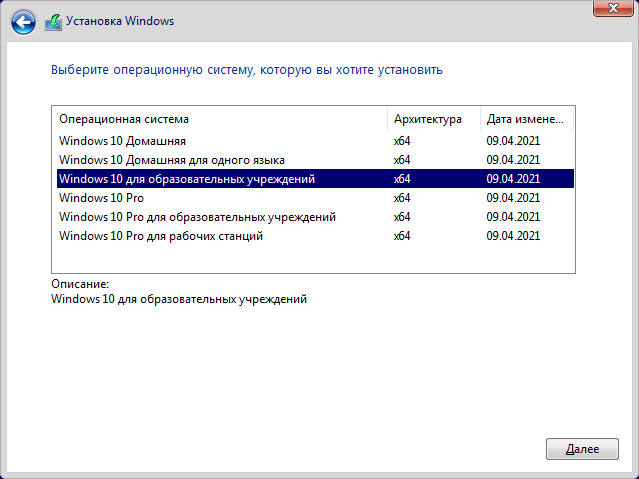 Установка Windows
Выберите операционную систему, которую вы хотите установить
Операционная система Архитектура Дата измене...
Windows 10 Домашняя x64 09.04.2021
Windows 10 Домашняя для одного языка x64 09.04.2021
Windows 10 для образовательных учреждений x64 09.04.2021
Windows 10 Pro x64 09.04.2021
Windows 10 Pro для образовательных учреждений x64 09.04.2021
Windows 10 Pro для рабочих станций x64 09.04.2021
Описание:
Windows 10 для образовательных учреждений
Далее